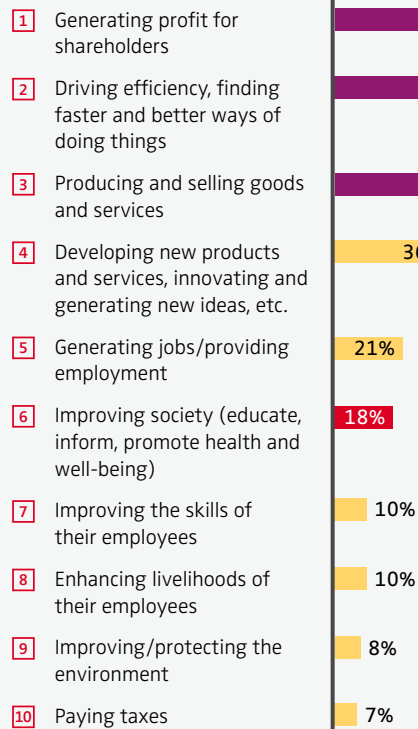 1 Generating profit for
shareholders
2 Driving efficiency, finding
faster and better ways of
doing things
3 Producing and selling goods
and services
4 Developing new products
and services, innovating and
generating new ideas, etc.
5 Generating jobs/providing
employment
21%
6 Improving society (educate,
inform, promote health and
well-being)
18%
7 Improving the skills of
their employees
10%
8 Enhancing livelihoods of
their employees
10%
9 Improving/protecting the
environment
8%
10 Paying taxes
7%